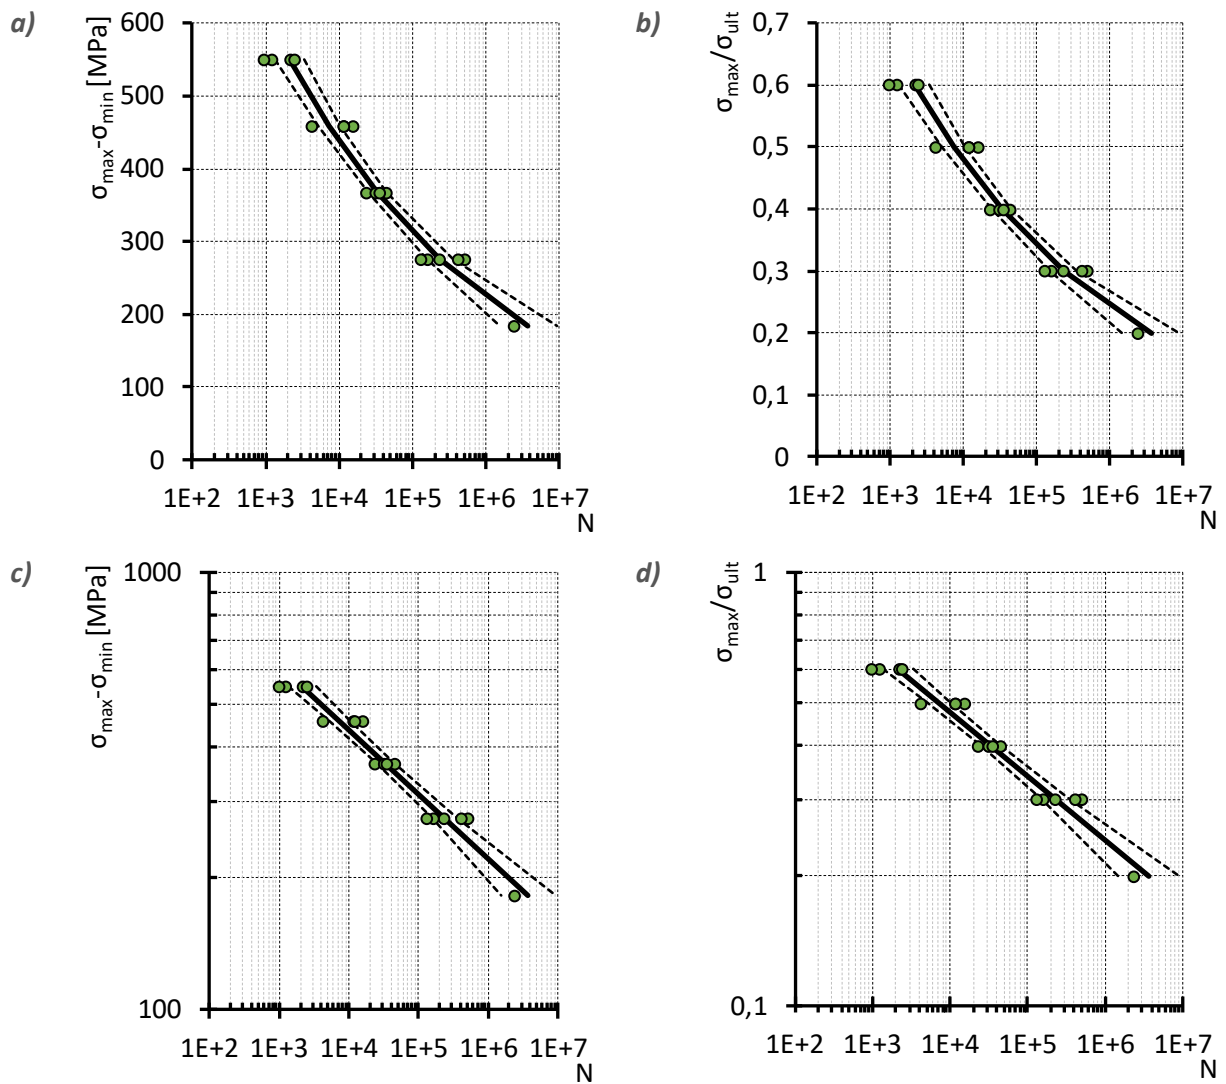 a)
σmax-σmin [MPa]
600
500
400
300
200
100
0
1E+2 1E+3 1E+4 1E+5 1E+6 1E+7
N
b)
σmax/σult
0,7
0,6
0,5
0,4
0,3
0,2
0,1
0
1E+2 1E+3 1E+4 1E+5 1E+6 1E+7
N
c)
σmax-σmin [MPa]
1000
100
1E+2 1E+3 1E+4 1E+5 1E+6 1E+7
N
d)
σmax/σult
1
0,1
1E+2 1E+3 1E+4 1E+5 1E+6 1E+7
N